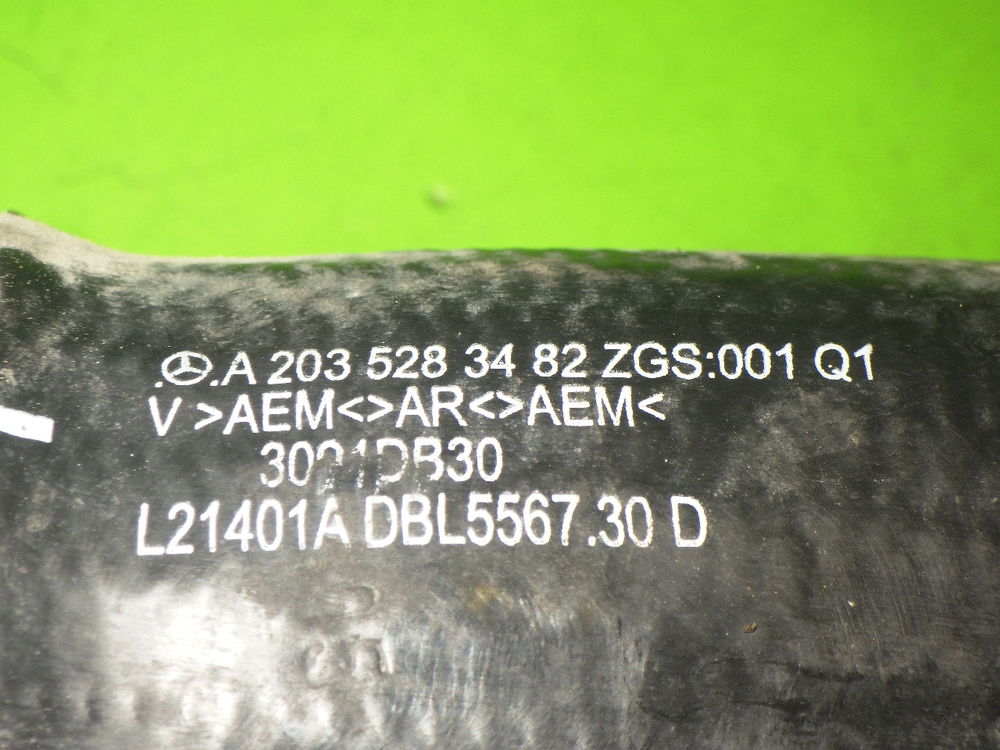 A 203 528 34 82 ZGS:001 Q1
V >AEM<>AR<>AEM<
L21401A DBL5567.30 D